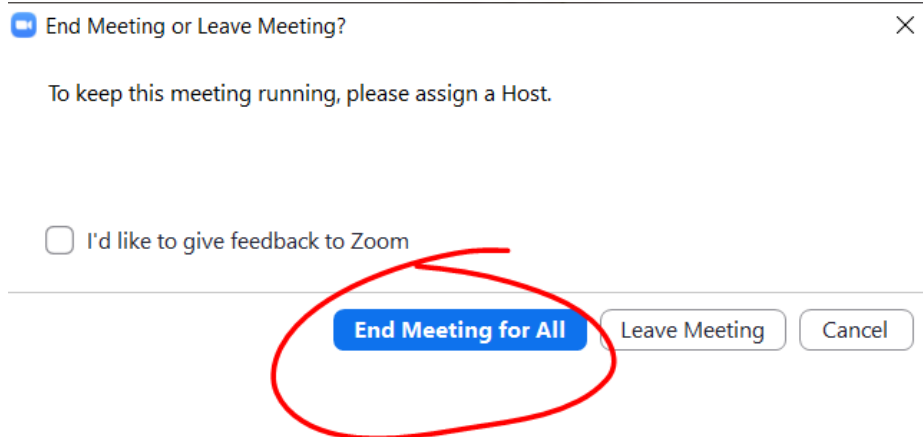 End Meeting or Leave Meeting?
To keep this meeting running, please assign a Host.
I'd like to give feedback to Zoom
End Meeting for All Leave Meeting Cancel